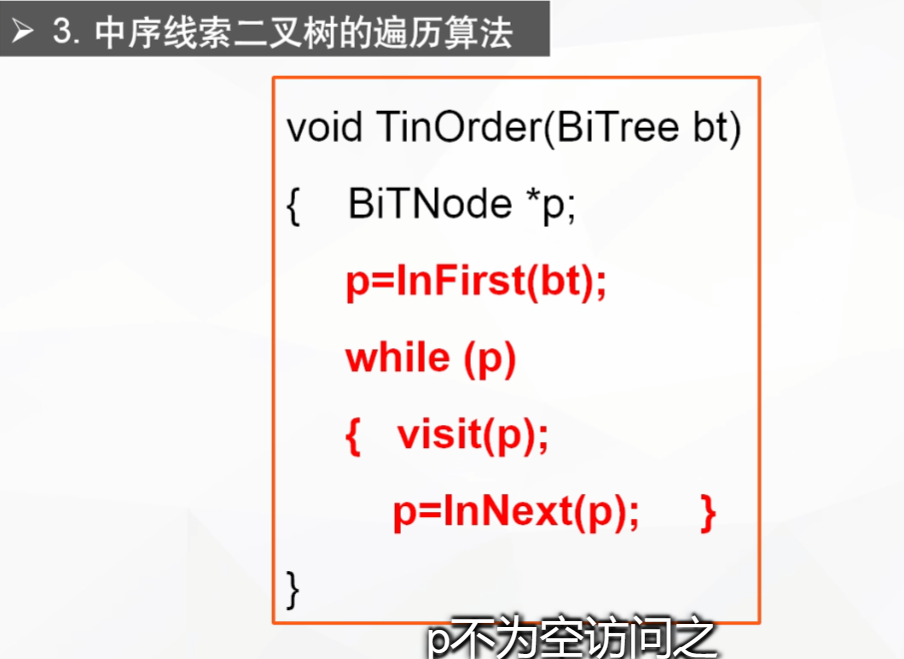 ➢ 3. 中序线索二叉树的遍历算法
void TinOrder(BiTree bt)
{ BiTNode *p;
p=InFirst(bt);
while (p)
{ visit(p);
p=InNext(p); }
}
p不为空访问之